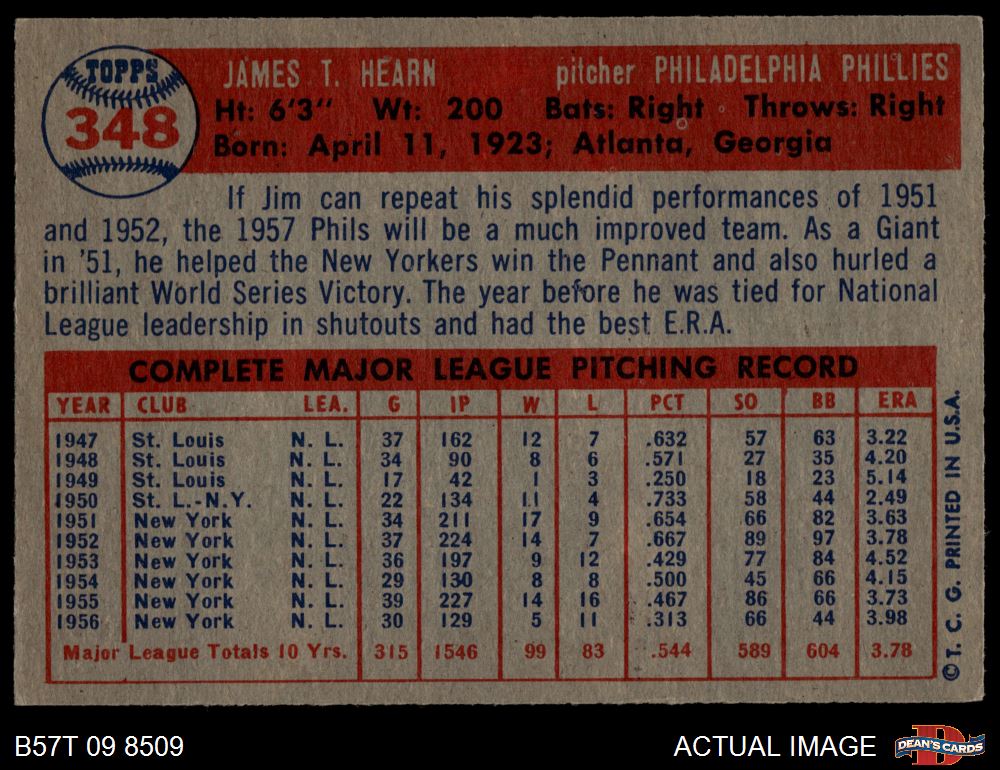 TOPPS
348
JAMES T. HEARN pitcher PHILADELPHIA PHILLIES
Ht: 6'3" Wt: 200 Bats: Right Throws: Right
Born: April 11, 1923; Atlanta, Georgia
If Jim can repeat his splendid performances of 1951
and 1952, the 1957 Phils will be a much improved team. As a Giant
in '51, he helped the New Yorkers win the Pennant and also hurled a
brilliant World Series Victory. The year before he was tied for National
League leadership in shutouts and had the best E.R.A.
COMPLETE MAJOR LEAGUE PITCHING RECORD
YEAR CLUB LEA. G IP W L PCT SO BB ERA
1947 St. Louis N. L. 37 162 12 7 .632 57 63 3.22
1948 St. Louis N. L. 34 90 8 6 .571 27 35 4.20
1949 St. Louis N. L. 17 42 1 3 .250 18 23 5.14
1950 St. L.-N.Y. N. L. 22 134 11 4 .733 58 44 2.49
1951 New York N. L. 34 211 17 9 .654 66 82 3.63
1952 New York N. L. 37 224 14 7 .667 89 97 3.78
1953 New York N. L. 36 197 9 12 .429 77 84 4.52
1954 New York N. L. 29 130 8 8 .500 45 66 4.15
1955 New York N. L. 39 227 14 16 .467 86 66 3.73
1956 New York N. L. 30 129 5 11 .313 66 44 3.98
Major League Totals 10 Yrs. 315 1546 99 83 .544 589 604 3.78
© T. C. G. PRINTED IN U.S.A.
B57T 09 8509
ACTUAL IMAGE
DEAN'S CARDS